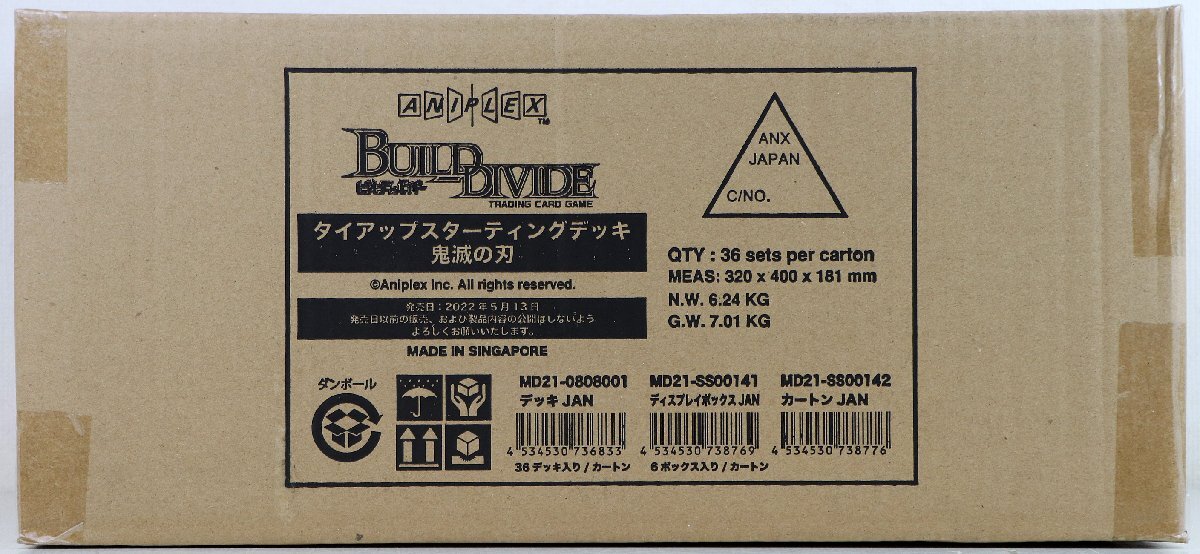 ANIPLEX
TM
BUILD DIVIDE
ビルディバイド
TRADING CARD GAME
タイアップスターティングデッキ
鬼滅の刃
©Aniplex Inc. All rights reserved.
発売日:2022年5月13日
発売日以前の販売、および製品内容の公開はしないよう
よろしくお願いいたします。
MADE IN SINGAPORE
ANX
JAPAN
C/NO.
QTY : 36 sets per carton
MEAS: 320 x 400 x 181 mm
N.W. 6.24 KG
G.W. 7.01 KG
ダンボール
MD21-0808001
デッキ JAN
4 534530 736833
36デッキ入り/カートン
MD21-SS00141
ディスプレイボックス JAN
4 534530 738769
6ボックス入り/カートン
MD21-SS00142
カートン JAN
4 534530 738776